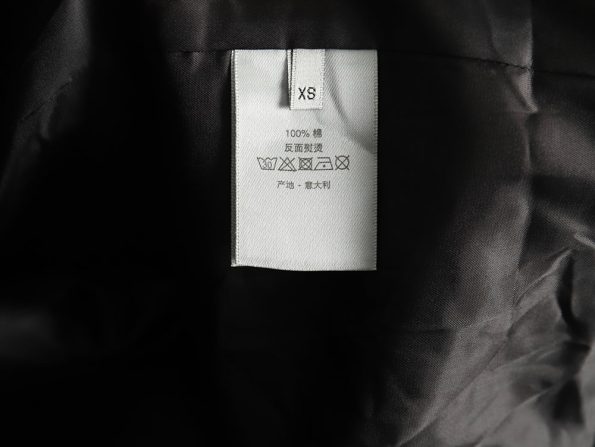 XS
100% 棉
反面熨烫
产地·意大利